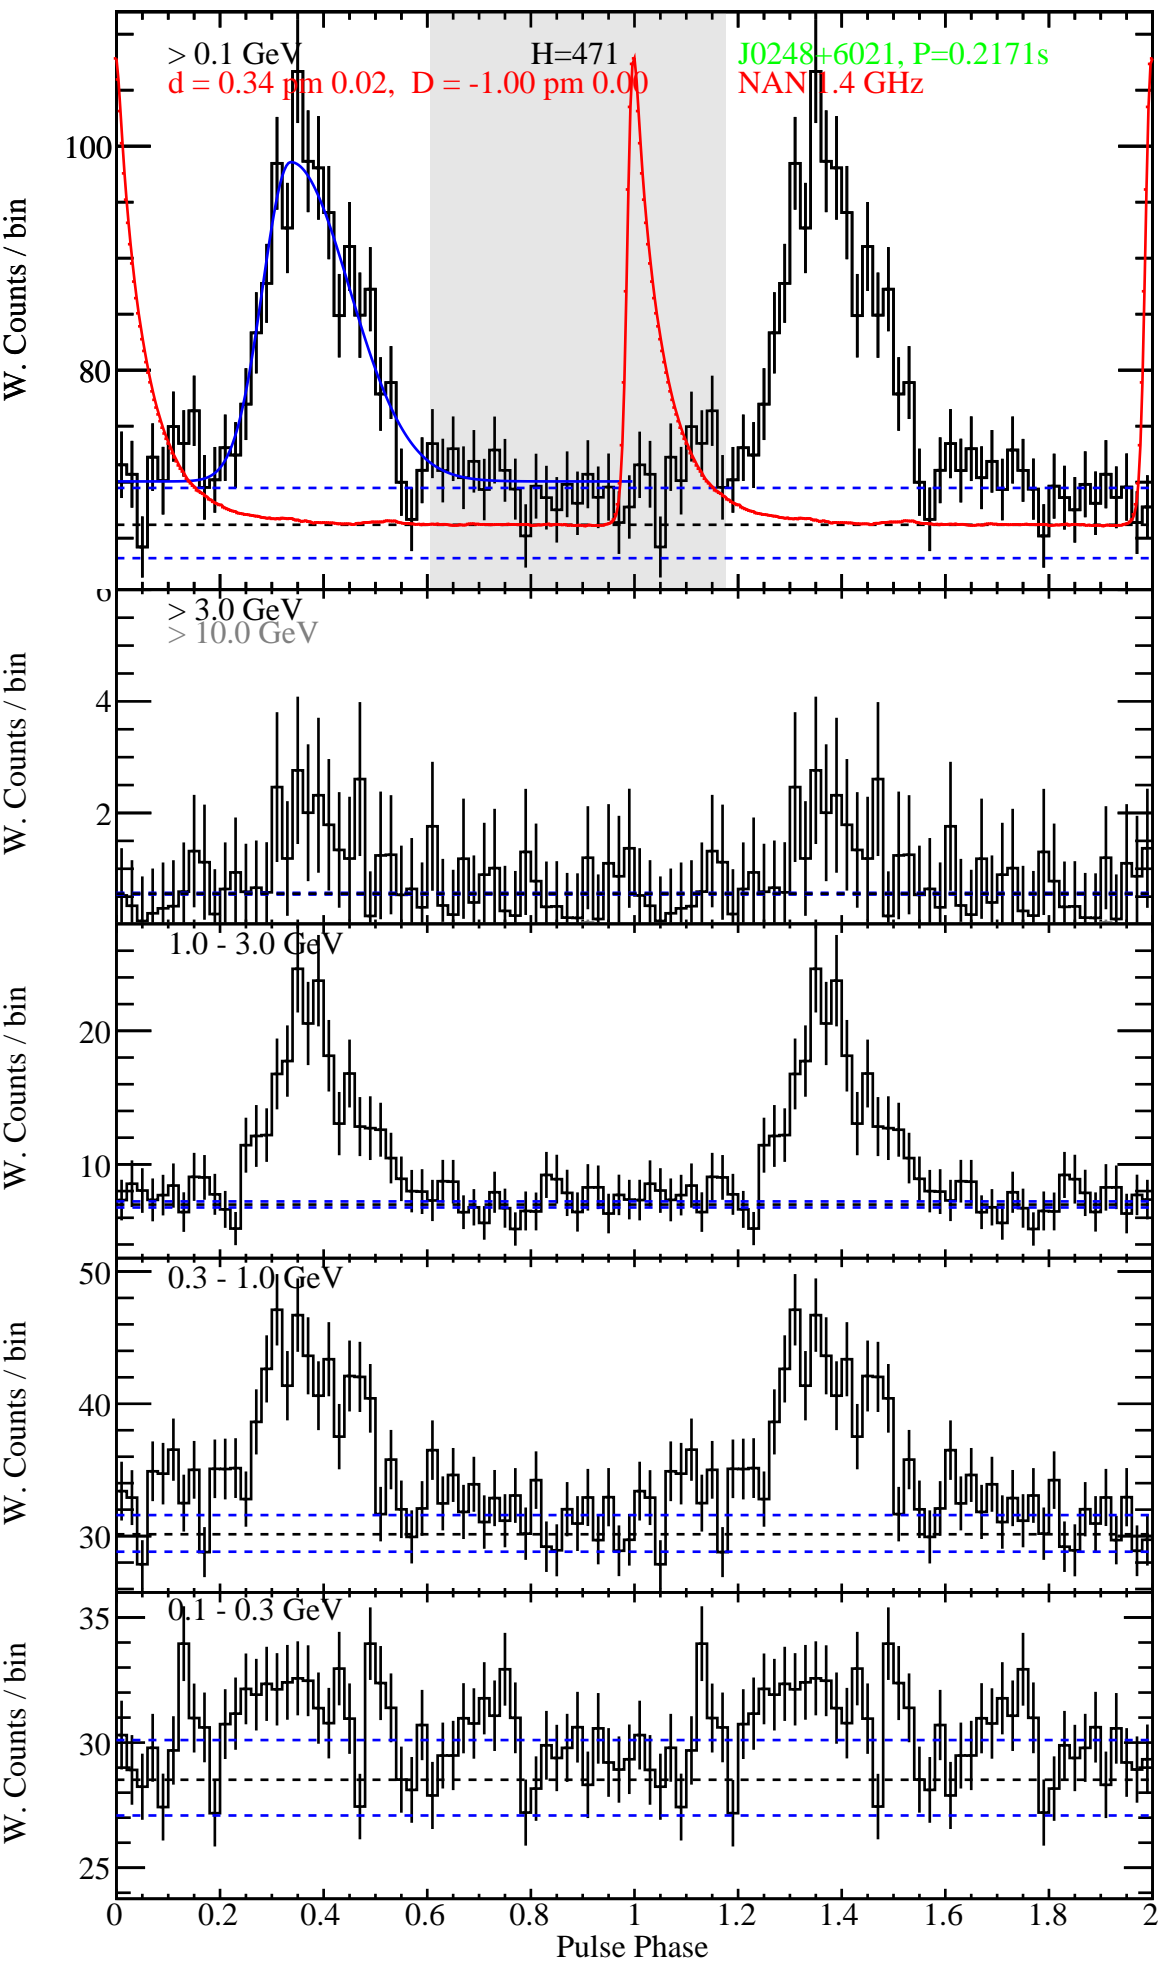 > 0.1 GeV H=471 J0248+6021, P=0.2171s
d = 0.34 pm 0.02, D = -1.00 pm 0.00 NAN 1.4 GHz
100
80
W. Counts / bin
> 3.0 GeV
> 10.0 GeV
6
4
2
W. Counts / bin
1.0 - 3.0 GeV
20
10
W. Counts / bin
0.3 - 1.0 GeV
50
40
30
W. Counts / bin
0.1 - 0.3 GeV
35
30
25
W. Counts / bin
0 0.2 0.4 0.6 0.8 1 1.2 1.4 1.6 1.8 2
Pulse Phase